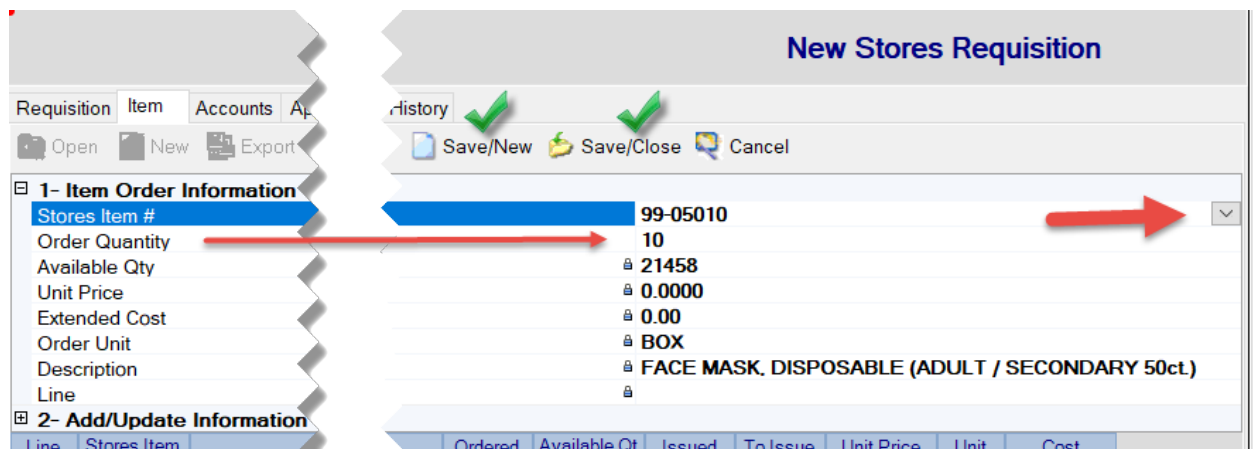 New Stores Requisition
Requisition Item Accounts History
Open New Export Save/New Save/Close Cancel
1- Item Order Information
Stores Item # 99-05010
Order Quantity 10
Available Qty 21458
Unit Price 0.0000
Extended Cost 0.00
Order Unit BOX
Description FACE MASK, DISPOSABLE (ADULT / SECONDARY 50ct.)
Line
2- Add/Update Information
Line Stores Item Ordered Available Qt Issued To Issue Unit Price Unit Cost